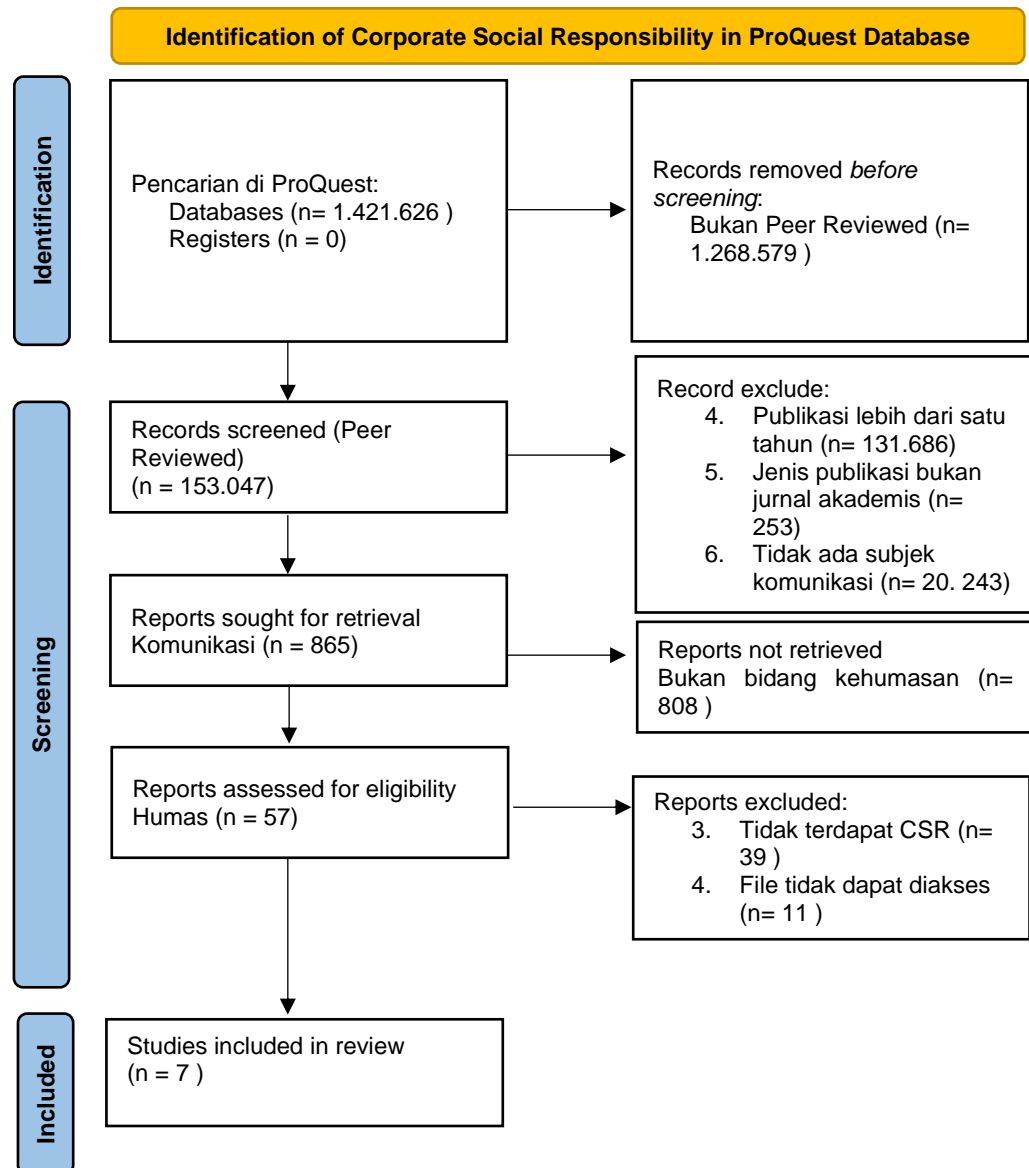 Identification of Corporate Social Responsibility in ProQuest Database
Identification
Pencarian di ProQuest:
Databases (n= 1.421.626 )
Registers (n = 0)
Records removed before
screening:
Bukan Peer Reviewed (n=
1.268.579 )
Screening
Records screened (Peer
Reviewed)
(n = 153.047)
Record exclude:
4. Publikasi lebih dari satu
tahun (n= 131.686)
5. Jenis publikasi bukan
jurnal akademis (n=
253)
6. Tidak ada subjek
komunikasi (n= 20. 243)
Reports sought for retrieval
Komunikasi (n = 865)
Reports not retrieved
Bukan bidang kehumasan (n=
808 )
Reports assessed for eligibility
Humas (n = 57)
Reports excluded:
3. Tidak terdapat CSR (n=
39 )
4. File tidak dapat diakses
(n= 11 )
Included
Studies included in review
(n = 7 )